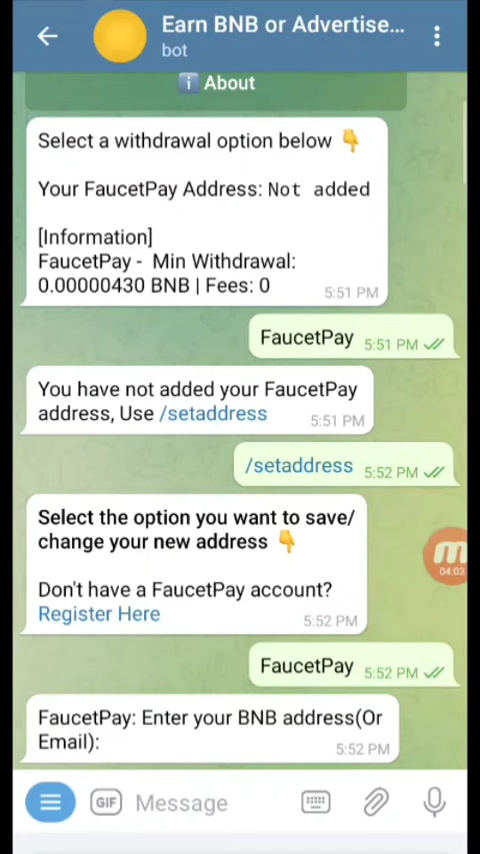 Earn BNB or Advertise...
bot
About
Select a withdrawal option below
Your FaucetPay Address: Not added
[Information]
FaucetPay - Min Withdrawal:
0.00000430 BNB | Fees: 0
5:51 PM
FaucetPay 5:51 PM
You have not added your FaucetPay
address, Use /setaddress
5:51 PM
/setaddress 5:52 PM
Select the option you want to save/
change your new address
Don't have a FaucetPay account?
Register Here
5:52 PM
04:03
FaucetPay 5:52 PM
FaucetPay: Enter your BNB address(Or
Email):
5:52 PM
GIF Message